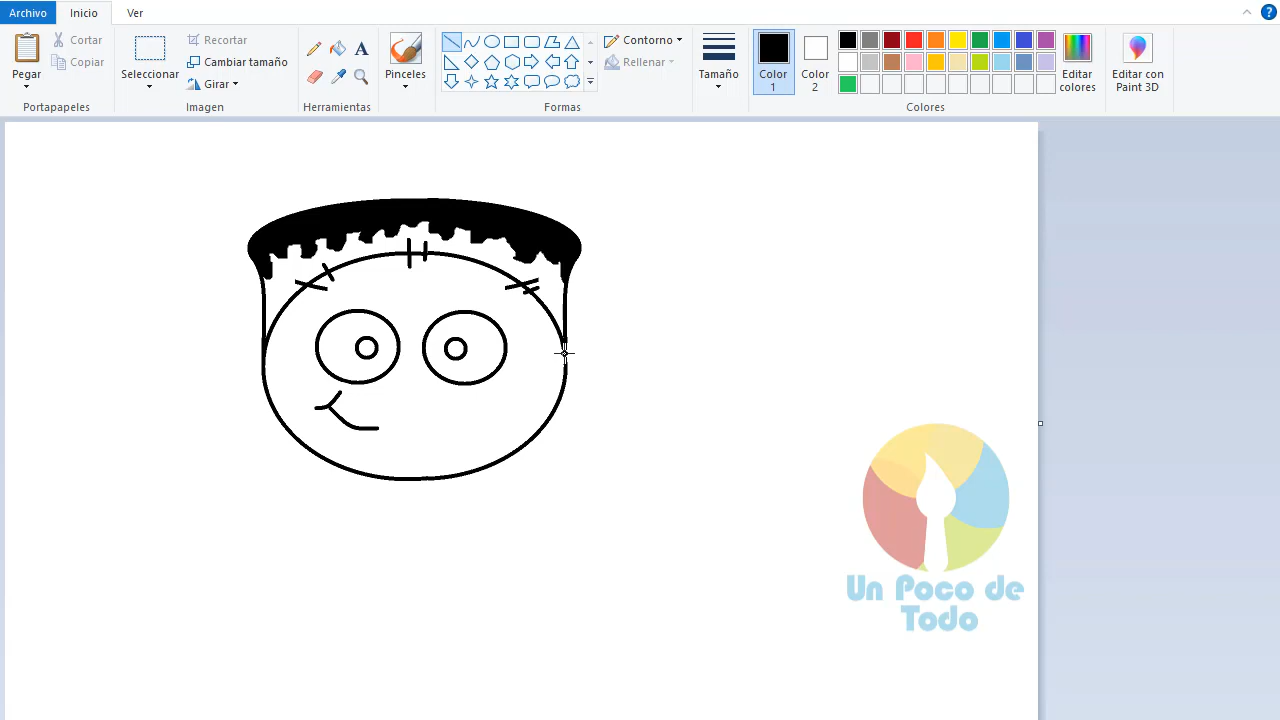 Archivo Inicio Ver
Cortar
Copiar
Pegar
Portapapeles
Recortar
Cambiar tamaño
Girar
Seleccionar
Imagen
A
Herramientas
Pinceles
Contorno
Rellenar
Formas
Tamaño
Color
1
Color
2
Editar
colores
Colores
Editar con
Paint 3D
?
Un Poco de
Todo